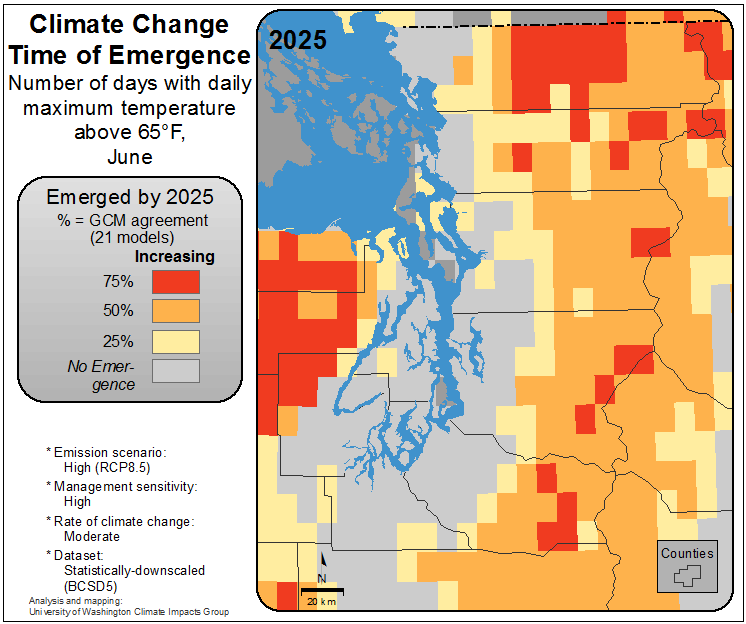 Climate Change
Time of Emergence
Number of days with daily
maximum temperature
above 65°F,
June
Emerged by 2025
% = GCM agreement
(21 models)
Increasing
75%
50%
25%
No Emer-
gence
* Emission scenario:
High (RCP8.5)
* Management sensitivity:
High
* Rate of climate change:
Moderate
* Dataset:
Statistically-downscaled
(BCSD5)
Analysis and mapping:
University of Washington Climate Impacts Group
2025
N
20 km
Counties